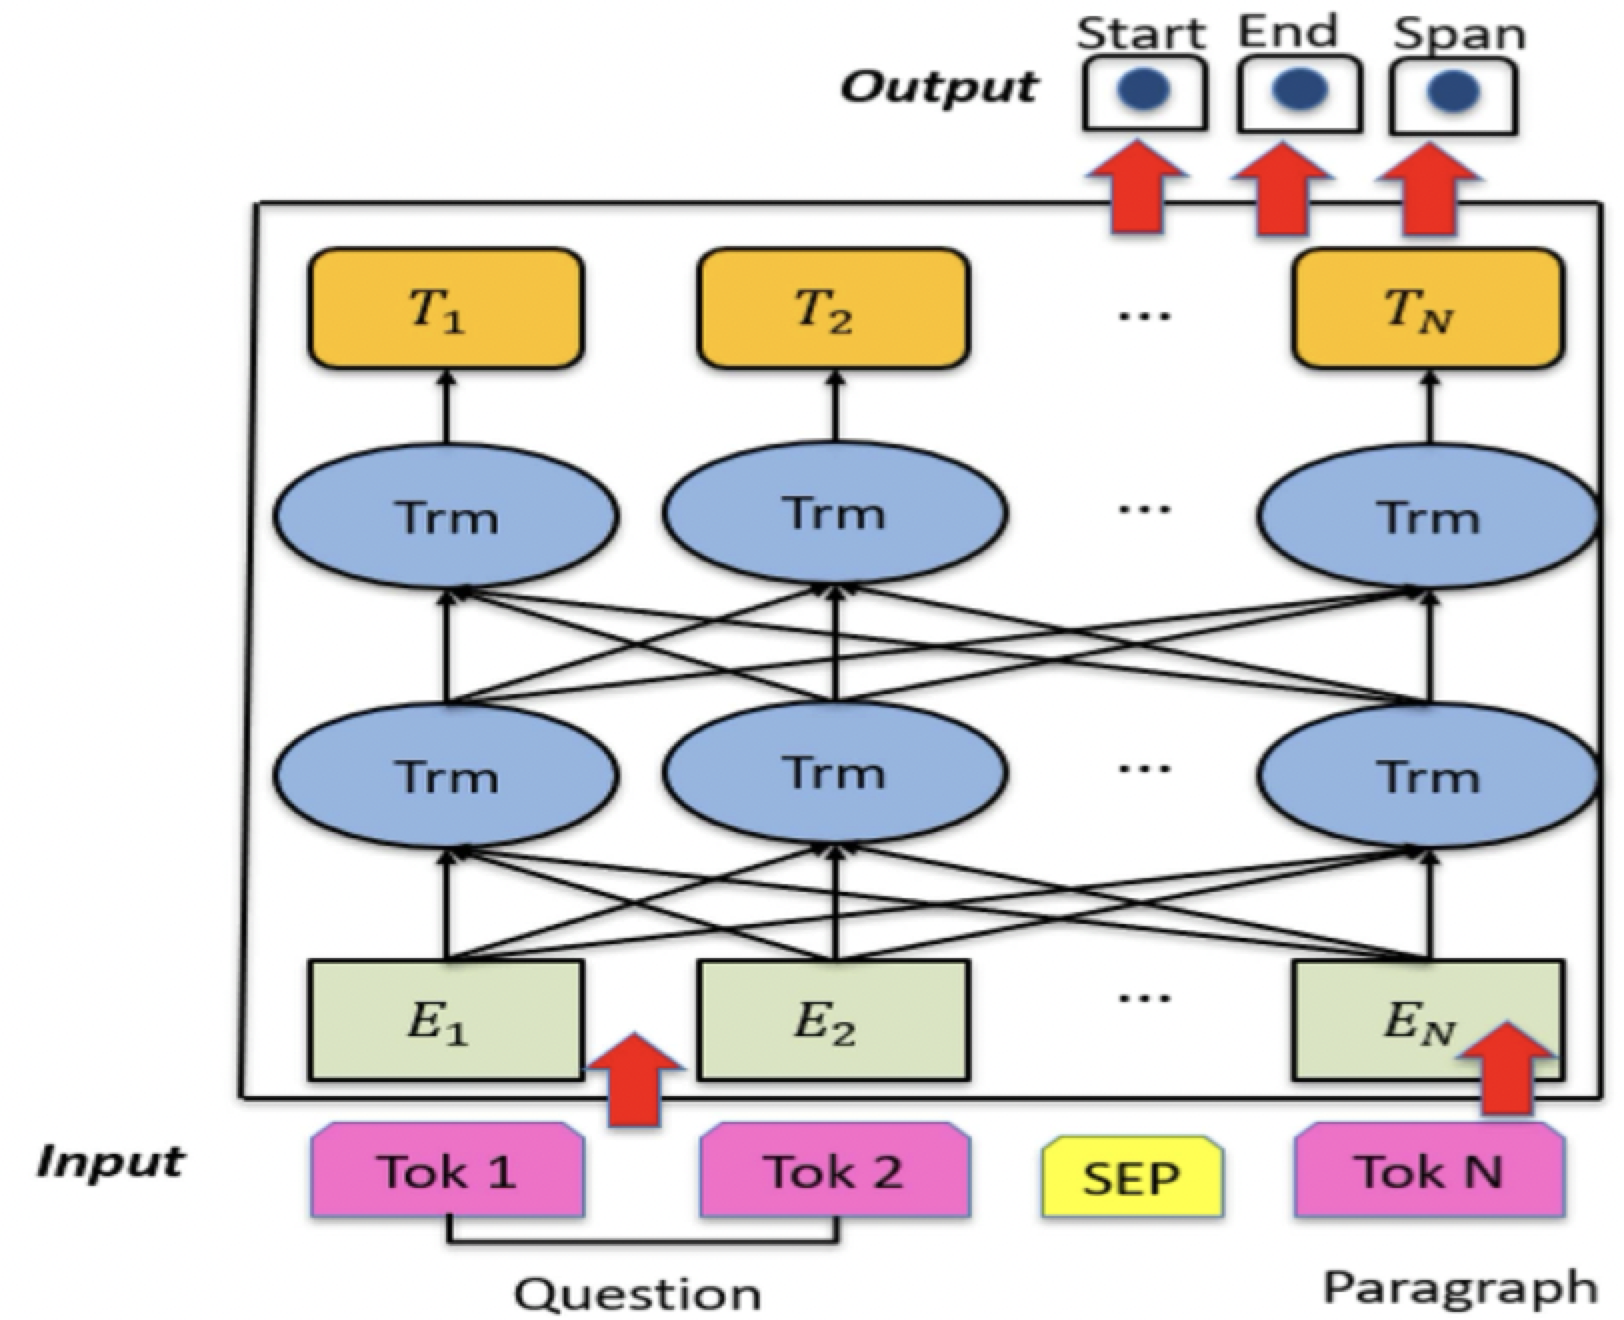 Start End Span
Output
T1 T2 ... TN
Trm Trm ... Trm
Trm Trm ... Trm
E1 E2 ... EN
Input Tok 1 Tok 2 SEP Tok N
Question Paragraph